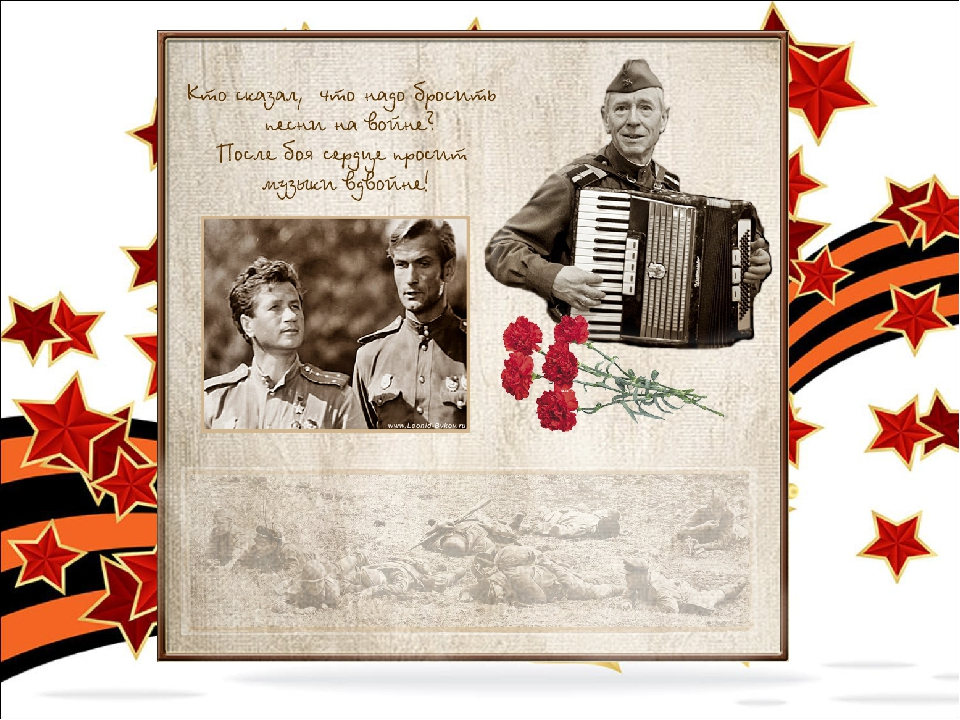 Кто сказал, что надо бросить
песни на войне?
После боя сердце просит
музыки вдвойне!
www.Leonid-Bykov.ru